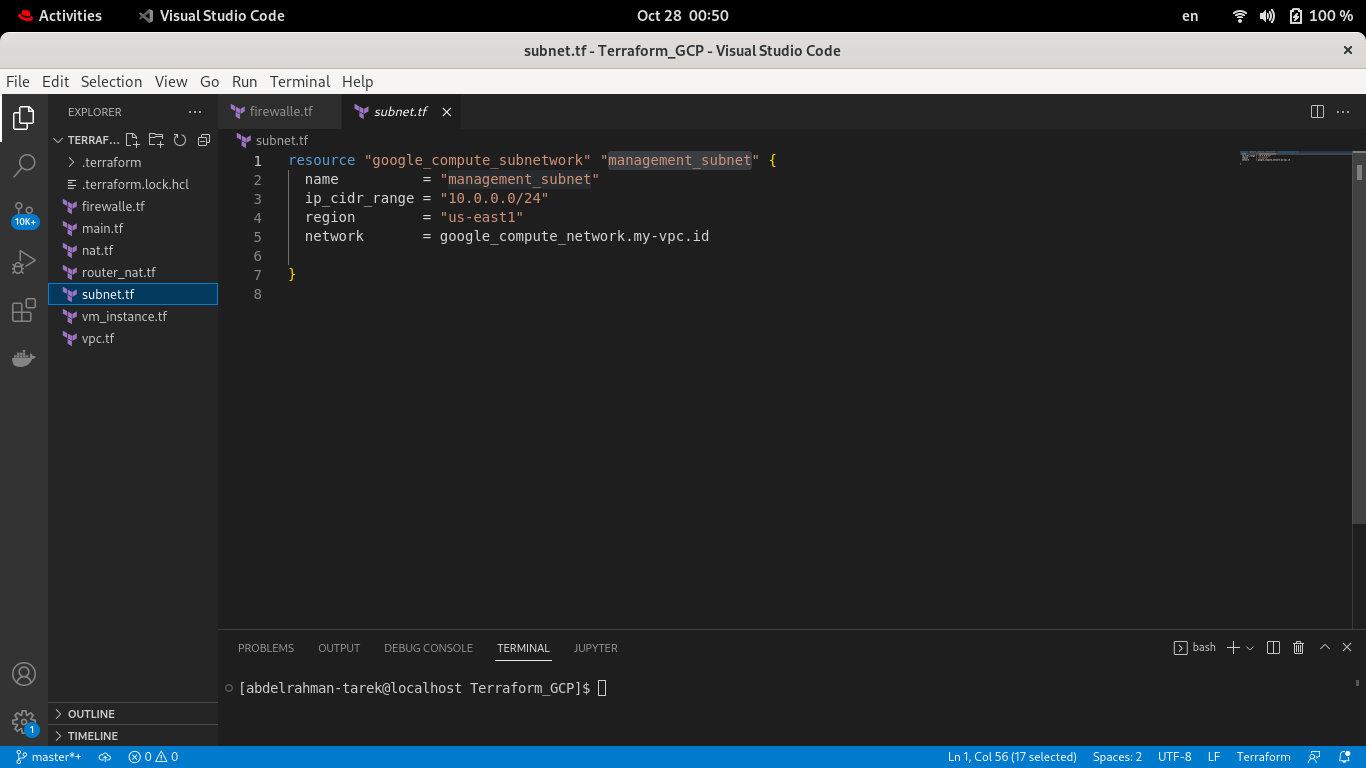 Activities Visual Studio Code Oct 28 00:50 en 100 %
subnet.tf - Terraform_GCP - Visual Studio Code
File Edit Selection View Go Run Terminal Help
EXPLORER
TERRAF...
.terraform
.terraform.lock.hcl
firewalle.tf
main.tf
nat.tf
router_nat.tf
subnet.tf
vm_instance.tf
vpc.tf
OUTLINE
TIMELINE
10K+
1
firewalle.tf subnet.tf
subnet.tf
1 resource "google_compute_subnetwork" "management_subnet" {
2 name = "management_subnet"
3 ip_cidr_range = "10.0.0.0/24"
4 region = "us-east1"
5 network = google_compute_network.my-vpc.id
6
7 }
8
PROBLEMS OUTPUT DEBUG CONSOLE TERMINAL JUPYTER bash
[abdelrahman-tarek@localhost Terraform_GCP]$
master*+ 0 0 Ln 1, Col 56 (17 selected) Spaces: 2 UTF-8 LF Terraform